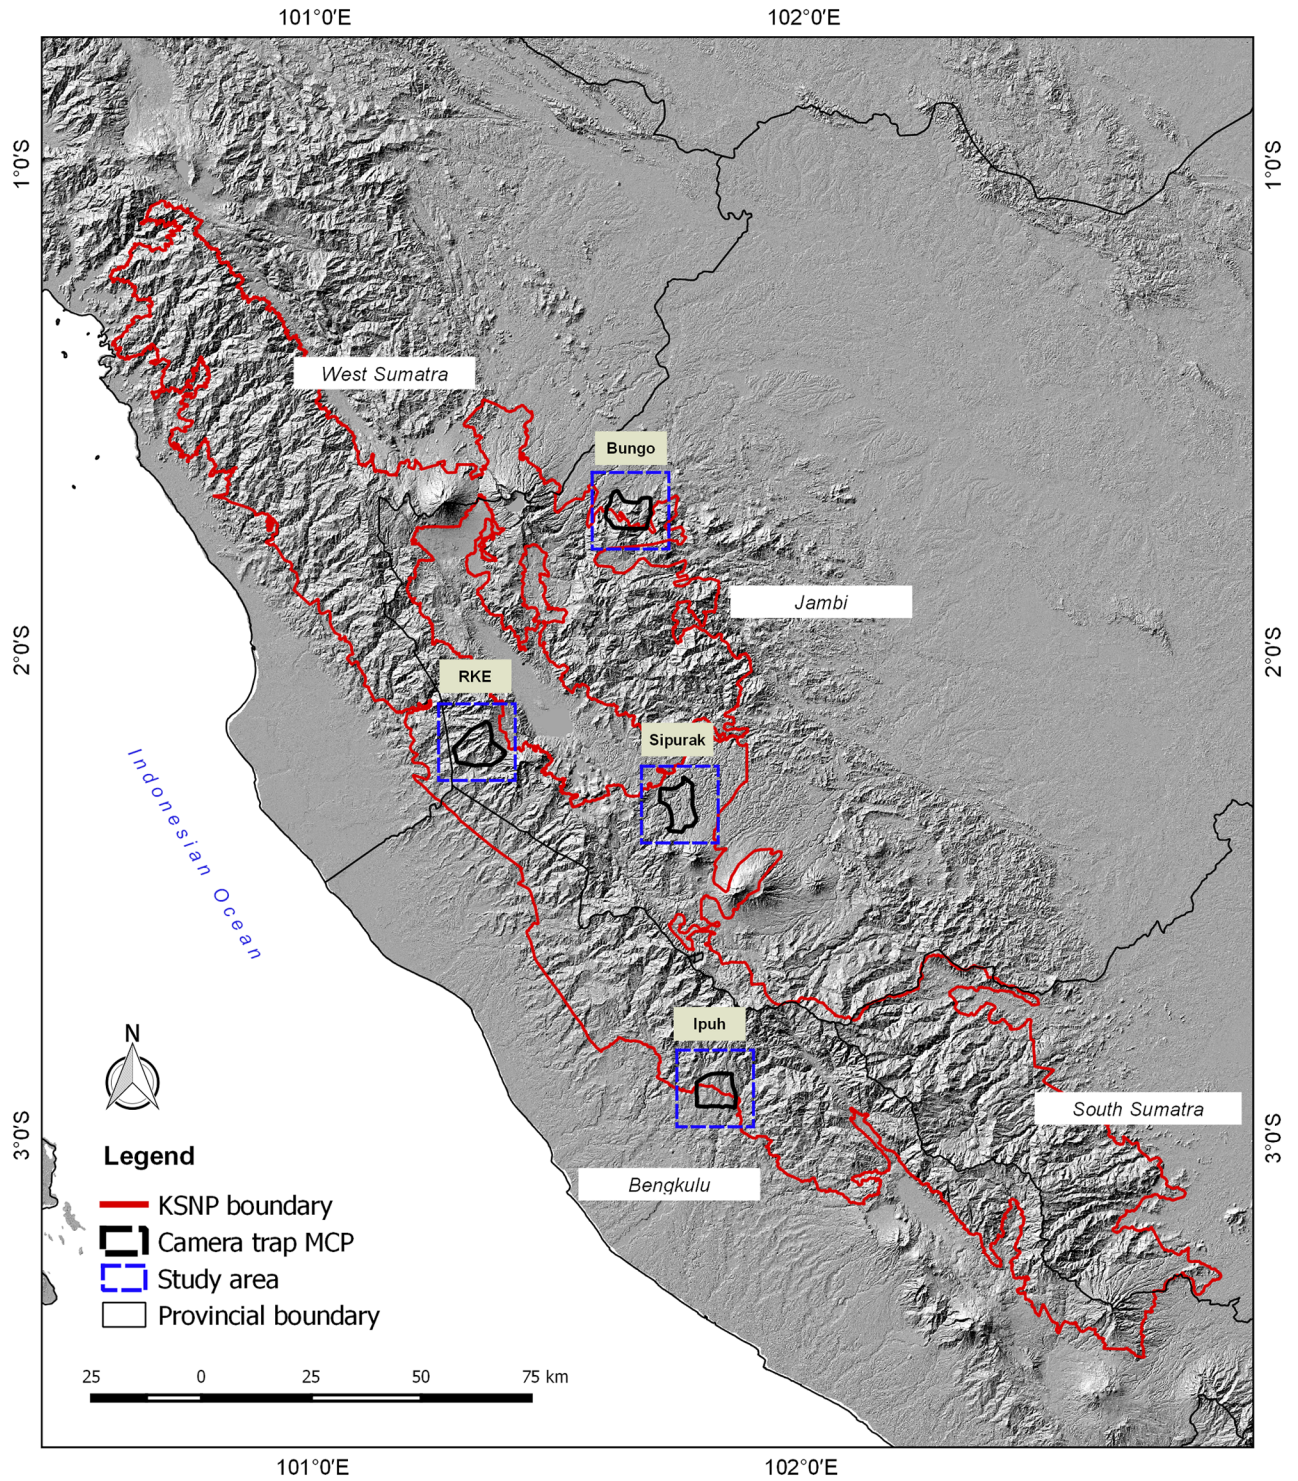 101°0′E 102°0′E
1°0′S 1°0′S
West Sumatra
Bungo
Jambi
2°0′S 2°0′S
RKE
Sipurak
Indonesian Ocean
Ipuh
N
South Sumatra
3°0′S 3°0′S
Legend
Bengkulu
KSNP boundary
Camera trap MCP
Study area
Provincial boundary
25 0 25 50 75 km
101°0′E 102°0′E